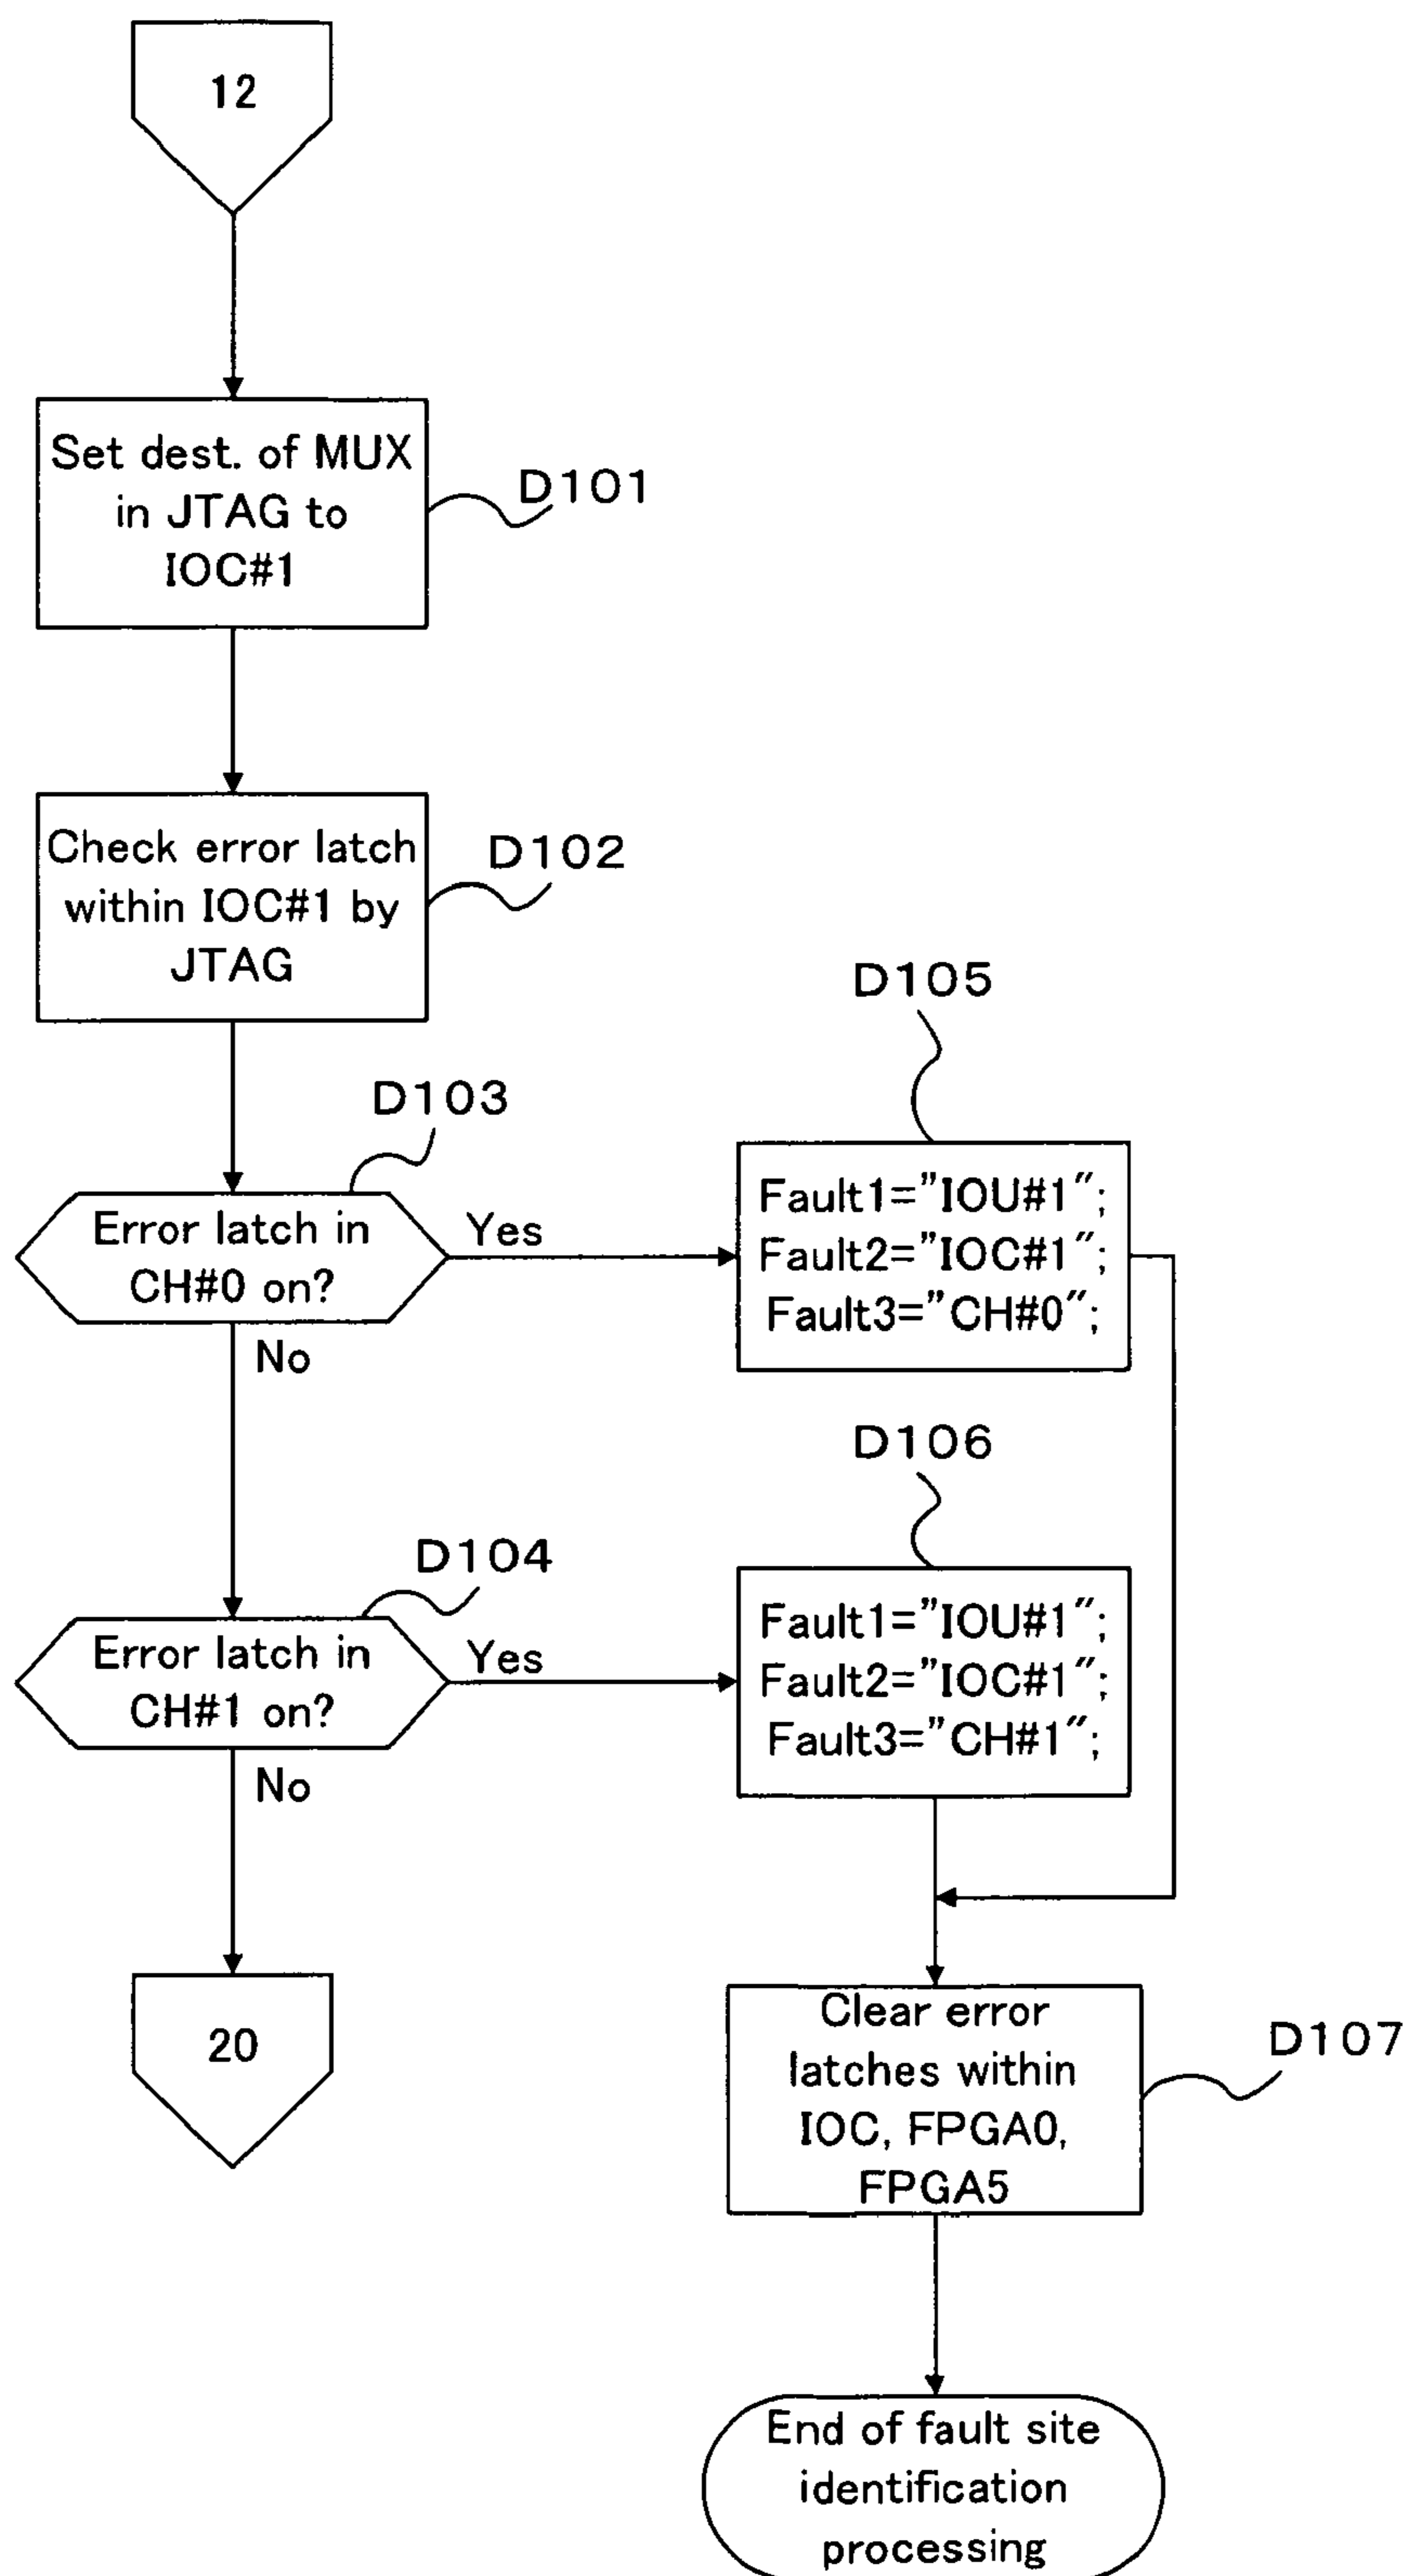 12
Set dest. of MUX
in JTAG to
IOC#1
D101
Check error latch
within IOC#1 by
JTAG
D102
D103
Error latch in
CH#0 on?
Yes
No
D105
Fault1="IOU#1";
Fault2="IOC#1";
Fault3="CH#0";
D104
Error latch in
CH#1 on?
Yes
No
D106
Fault1="IOU#1";
Fault2="IOC#1";
Fault3="CH#1";
20
Clear error
latches within
IOC, FPGA0,
FPGA5
D107
End of fault site
identification
processing